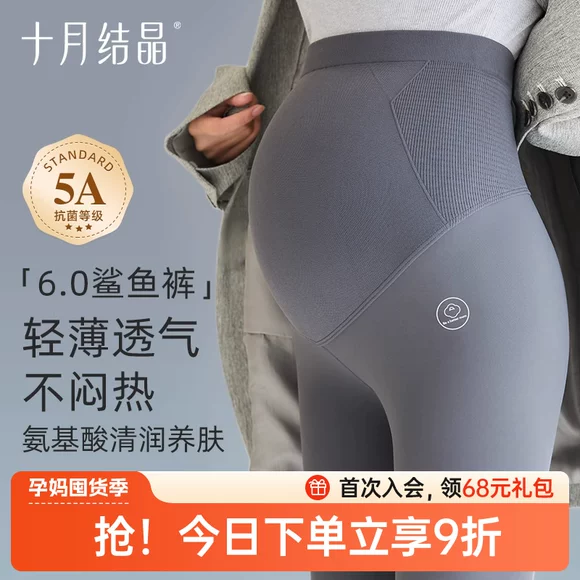 十月结晶®
STANDARD
5A
抗菌等级
「6.0鲨鱼裤」
轻薄透气
不闷热
氨基酸清润养肤
孕妈囤货季
首次入会，领68元礼包
抢！今日下单立享9折